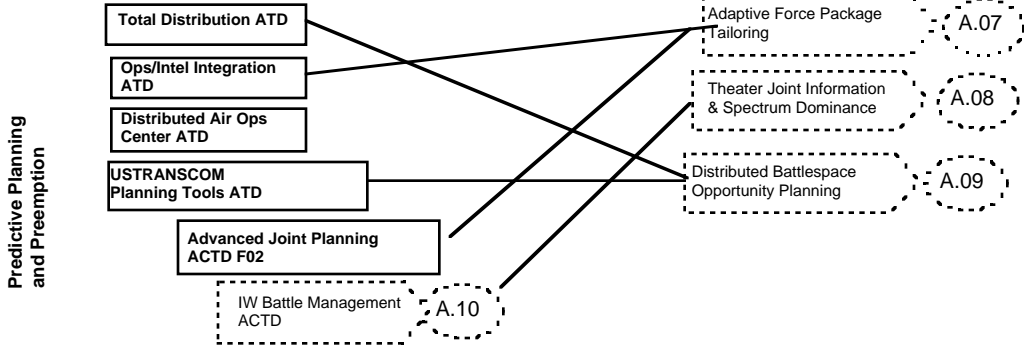 Predictive Planning
and Preemption
Total Distribution ATD
Ops/Intel Integration
ATD
Distributed Air Ops
Center ATD
USTRANSCOM
Planning Tools ATD
Advanced Joint Planning
ACTD F02
IW Battle Management
ACTD
A.10
Adaptive Force Package
Tailoring
A.07
Theater Joint Information
& Spectrum Dominance
A.08
Distributed Battlespace
Opportunity Planning
A.09